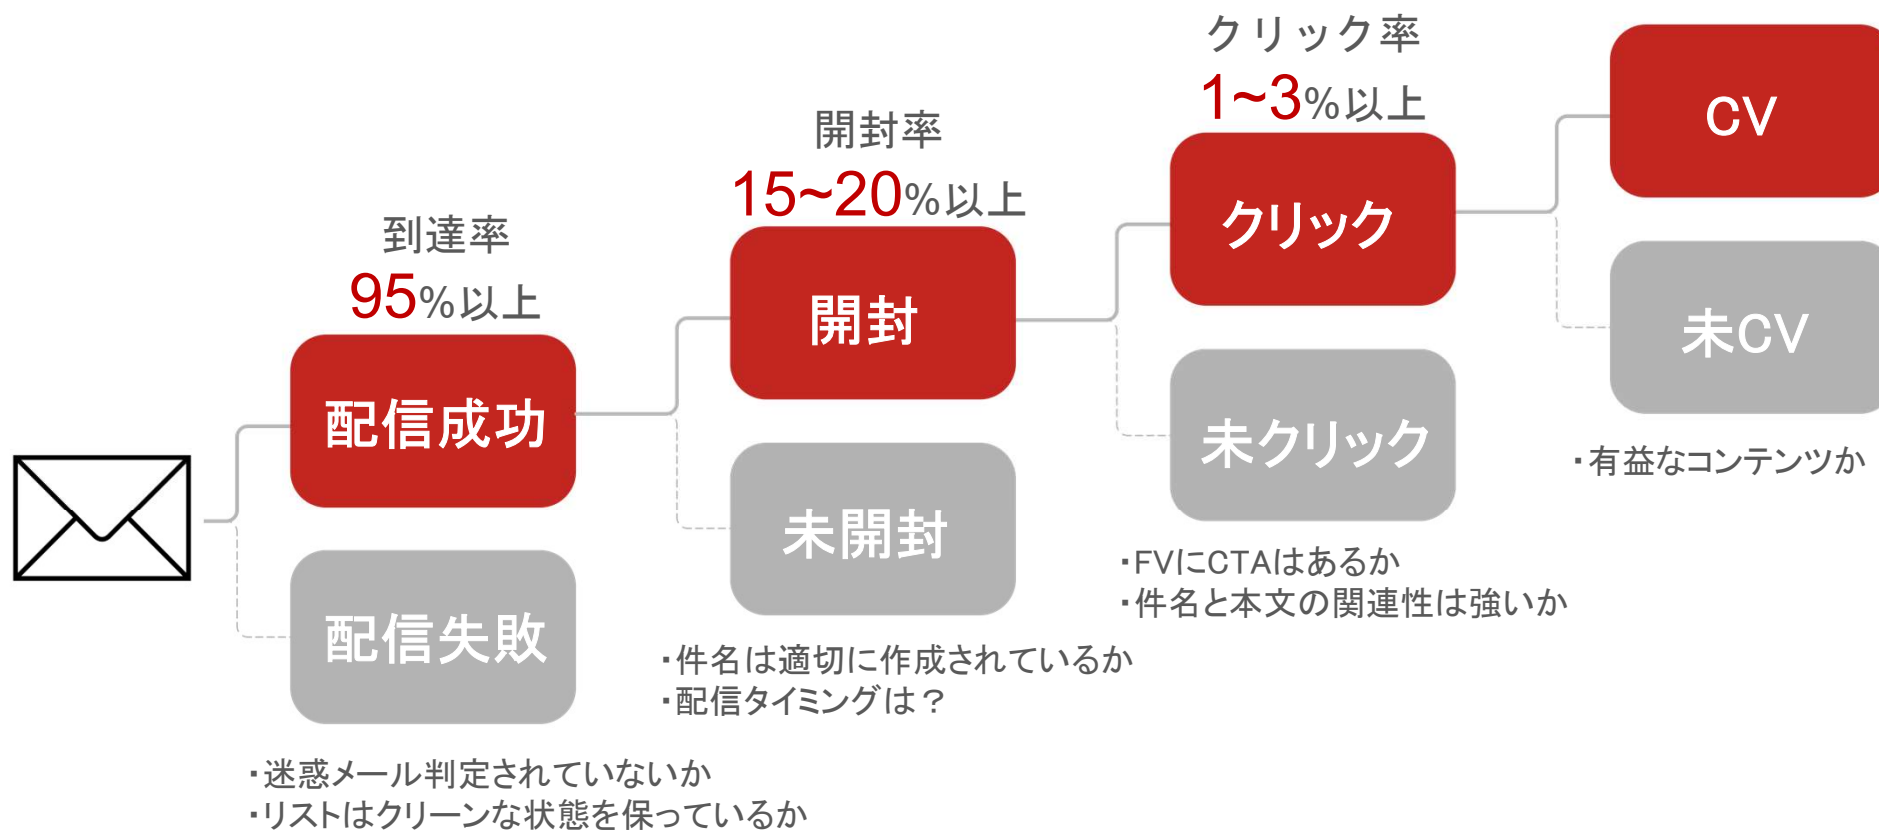 到達率
95%以上
配信成功
配信失敗
・迷惑メール判定されていないか
・リストはクリーンな状態を保っているか
開封率
15~20%以上
開封
未開封
・件名は適切に作成されているか
・配信タイミングは？
クリック率
1~3%以上
クリック
未クリック
・FVにCTAはあるか
・件名と本文の関連性は強いか
CV
未CV
・有益なコンテンツか